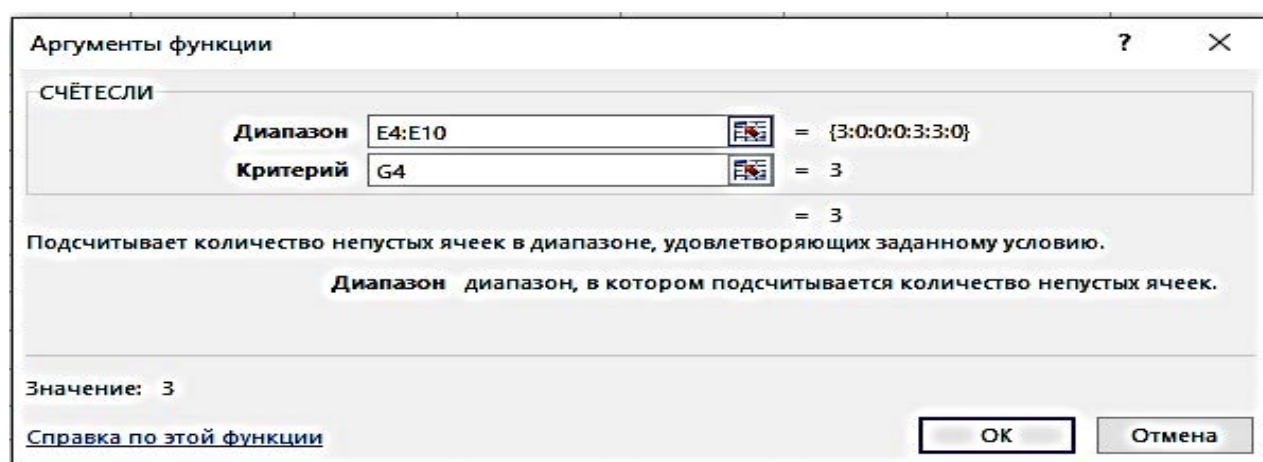 Аргументы функции ? ×
СЧЁТЕСЛИ
Диапазон E4:E10 = {3:0:0:0:3:3:0}
Критерий G4 = 3
= 3
Подсчитывает количество непустых ячеек в диапазоне, удовлетворяющих заданному условию.
Диапазон диапазон, в котором подсчитывается количество непустых ячеек.
Значение: 3
Справка по этой функции ОК Отмена